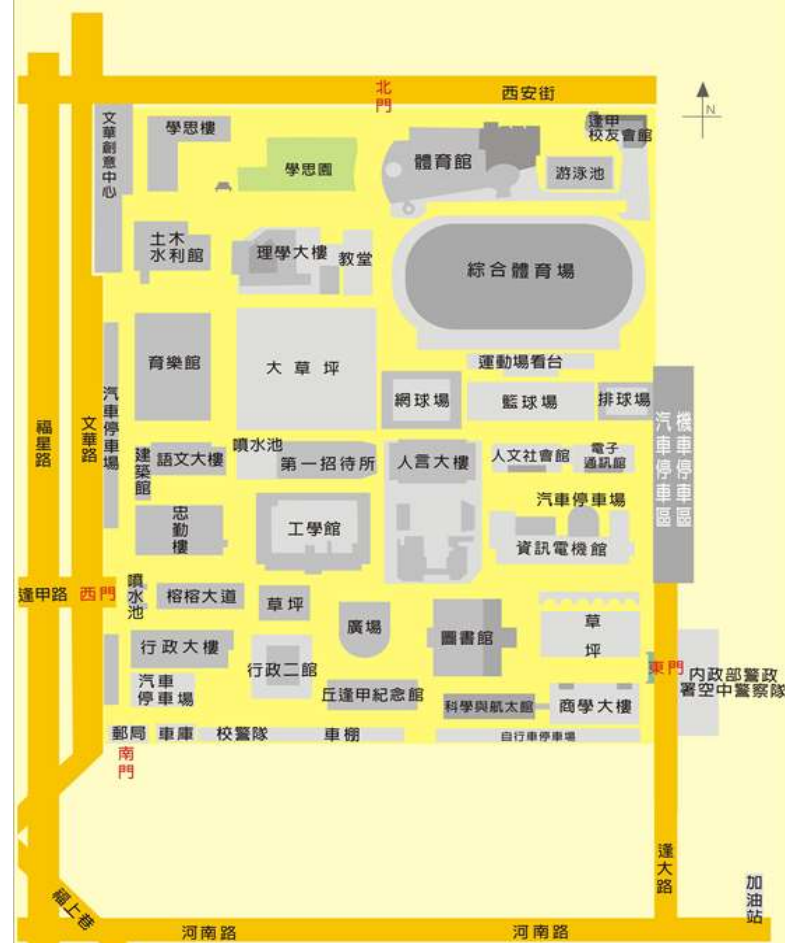 北門
西安街
N
文華創意中心
學思樓
學思園
體育館
逢甲
校友會館
游泳池
土木
水利館
理學大樓
教堂
綜合體育場
育樂館
大草坪
運動場看台
網球場
籃球場
排球場
汽車停車場
文華路
福星路
機車停車區
汽車停車區
建築館
語文大樓
噴水池
第一招待所
人言大樓
人文社會館
電子
通訊館
汽車停車場
忠勤樓
工學館
資訊電機館
逢甲路
西門
噴水池
榕榕大道
草坪
廣場
圖書館
草坪
行政大樓
行政二館
東門
內政部警政
署空中警察隊
汽車
停車場
丘逢甲紀念館
科學與航太館
商學大樓
郵局
車庫
校警隊
車棚
自行車停車場
南門
逢大路
加油站
福上巷
河南路
河南路